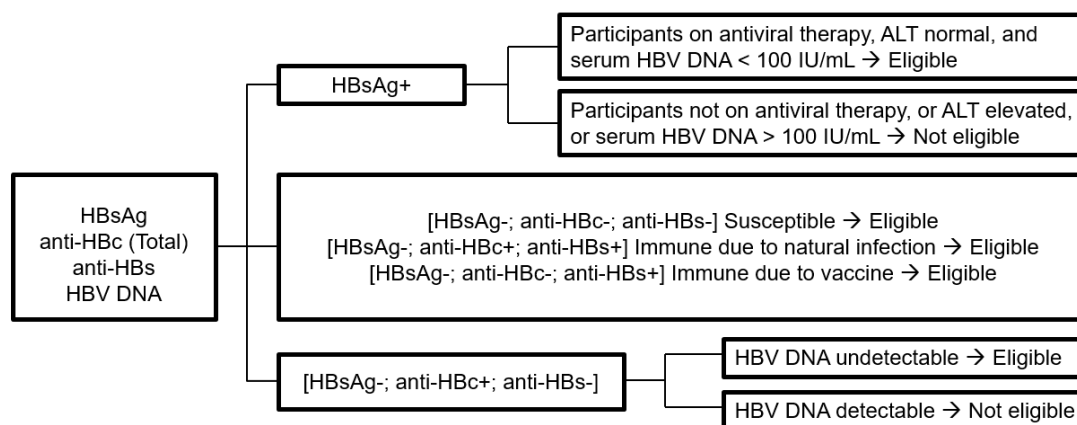 HBsAg
anti-HBc (Total)
anti-HBs
HBV DNA
HBsAg+
Participants on antiviral therapy, ALT normal, and
serum HBV DNA < 100 IU/mL → Eligible
Participants not on antiviral therapy, or ALT elevated,
or serum HBV DNA > 100 IU/mL → Not eligible
[HBsAg-; anti-HBc-; anti-HBs-] Susceptible → Eligible
[HBsAg-; anti-HBc+; anti-HBs+] Immune due to natural infection → Eligible
[HBsAg-; anti-HBc-; anti-HBs+] Immune due to vaccine → Eligible
[HBsAg-; anti-HBc+; anti-HBs-]
HBV DNA undetectable → Eligible
HBV DNA detectable → Not eligible